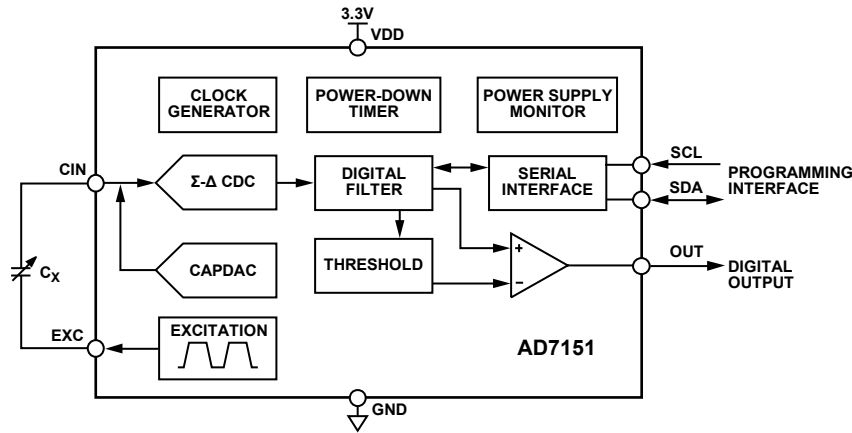 3.3V
VDD
CLOCK
GENERATOR
POWER-DOWN
TIMER
POWER SUPPLY
MONITOR
CIN
Σ-Δ CDC
DIGITAL
FILTER
SERIAL
INTERFACE
SCL
SDA
PROGRAMMING
INTERFACE
CX
CAPDAC
THRESHOLD
+
−
OUT
DIGITAL
OUTPUT
EXC
EXCITATION
AD7151
GND